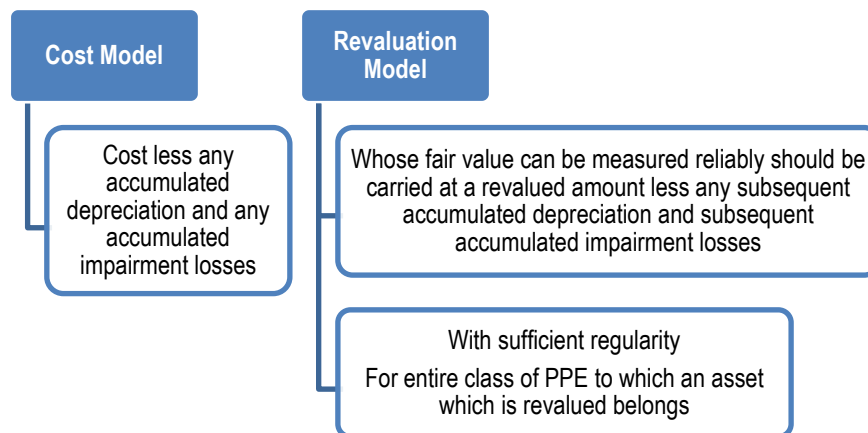 Cost Model
Cost less any
accumulated
depreciation and any
accumulated
impairment losses
Revaluation
Model
Whose fair value can be measured reliably should be
carried at a revalued amount less any subsequent
accumulated depreciation and subsequent
accumulated impairment losses
With sufficient regularity
For entire class of PPE to which an asset
which is revalued belongs